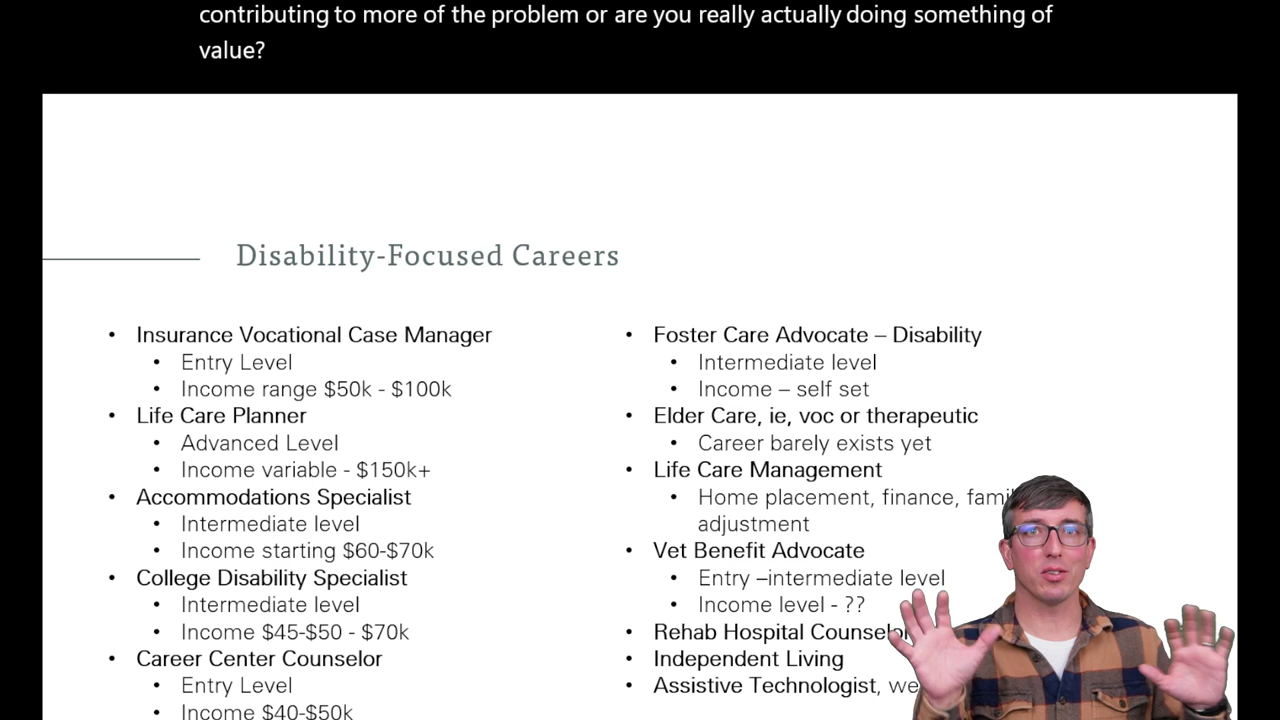 contributing to more of the problem or are you really actually doing something of
value?
Disability-Focused Careers
• Insurance Vocational Case Manager
• Entry Level
• Income range $50k - $100k
• Life Care Planner
• Advanced Level
• Income variable - $150k+
• Accommodations Specialist
• Intermediate level
• Income starting $60-$70k
• College Disability Specialist
• Intermediate level
• Income $45-$50 - $70k
• Career Center Counselor
• Entry Level
• Income $40-$50k
• Foster Care Advocate – Disability
• Intermediate level
• Income – self set
• Elder Care, ie, voc or therapeutic
• Career barely exists yet
• Life Care Management
• Home placement, finance,
adjustment
• Vet Benefit Advocate
• Entry –intermediate level
• Income level - ??
• Rehab Hospital Counselor
• Independent Living
• Assistive Technologist,